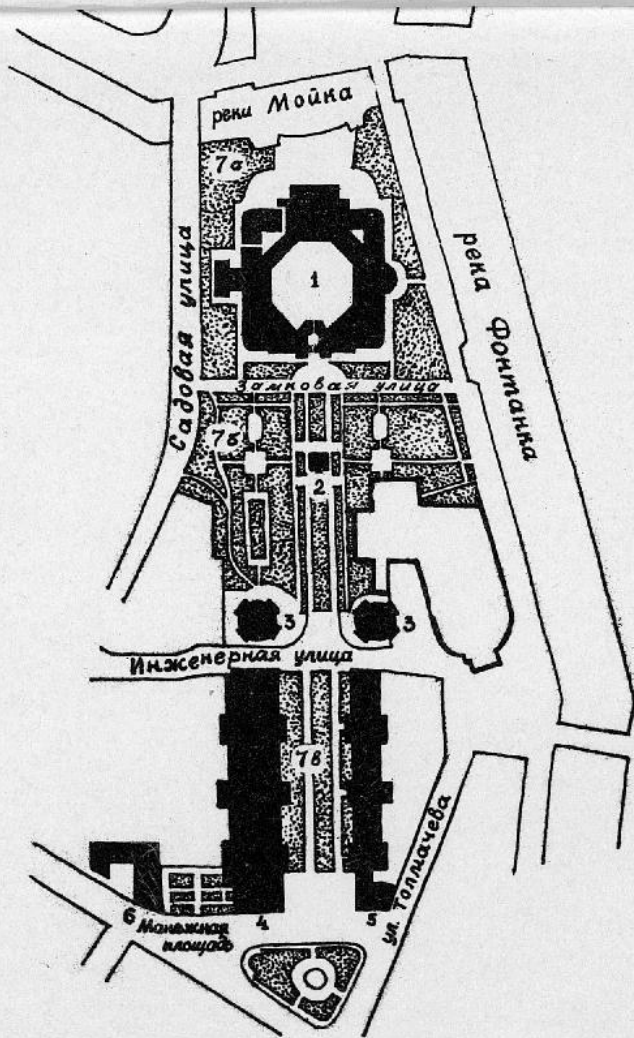 реки Мойка
7а
Садовая улица
1
река Фонтанка
Замковая улица
7б
2
3
3
Инженерная улица
7в
ул. Толмачева
6
Манежная
площадь
4
5